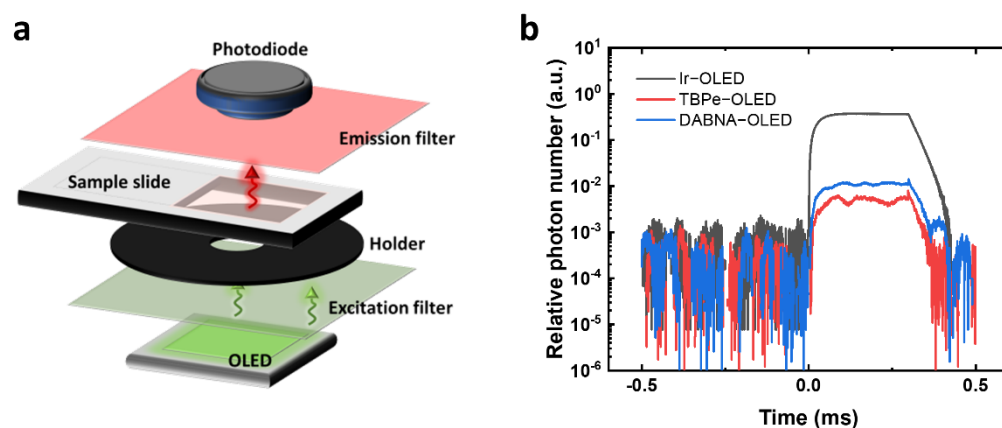 a
Photodiode
Emission filter
Sample slide
Holder
Excitation filter
OLED
b
Relative photon number (a.u.)
10¹
10⁰
10⁻¹
10⁻²
10⁻³
10⁻⁴
10⁻⁵
10⁻⁶
Ir−OLED
TBPe−OLED
DABNA−OLED
-0.5
0.0
0.5
Time (ms)